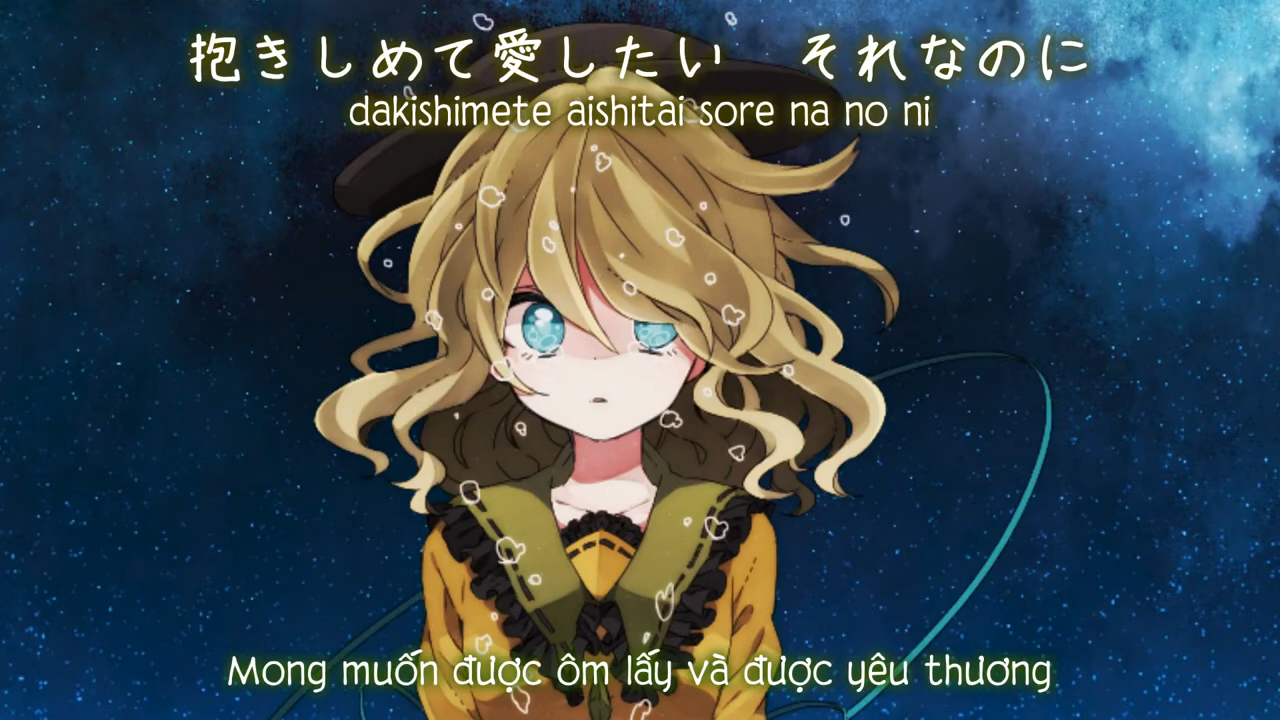 抱きしめて愛したい　それなのに
dakishimete aishitai sore na no ni
Mong muốn được ôm lấy và được yêu thương